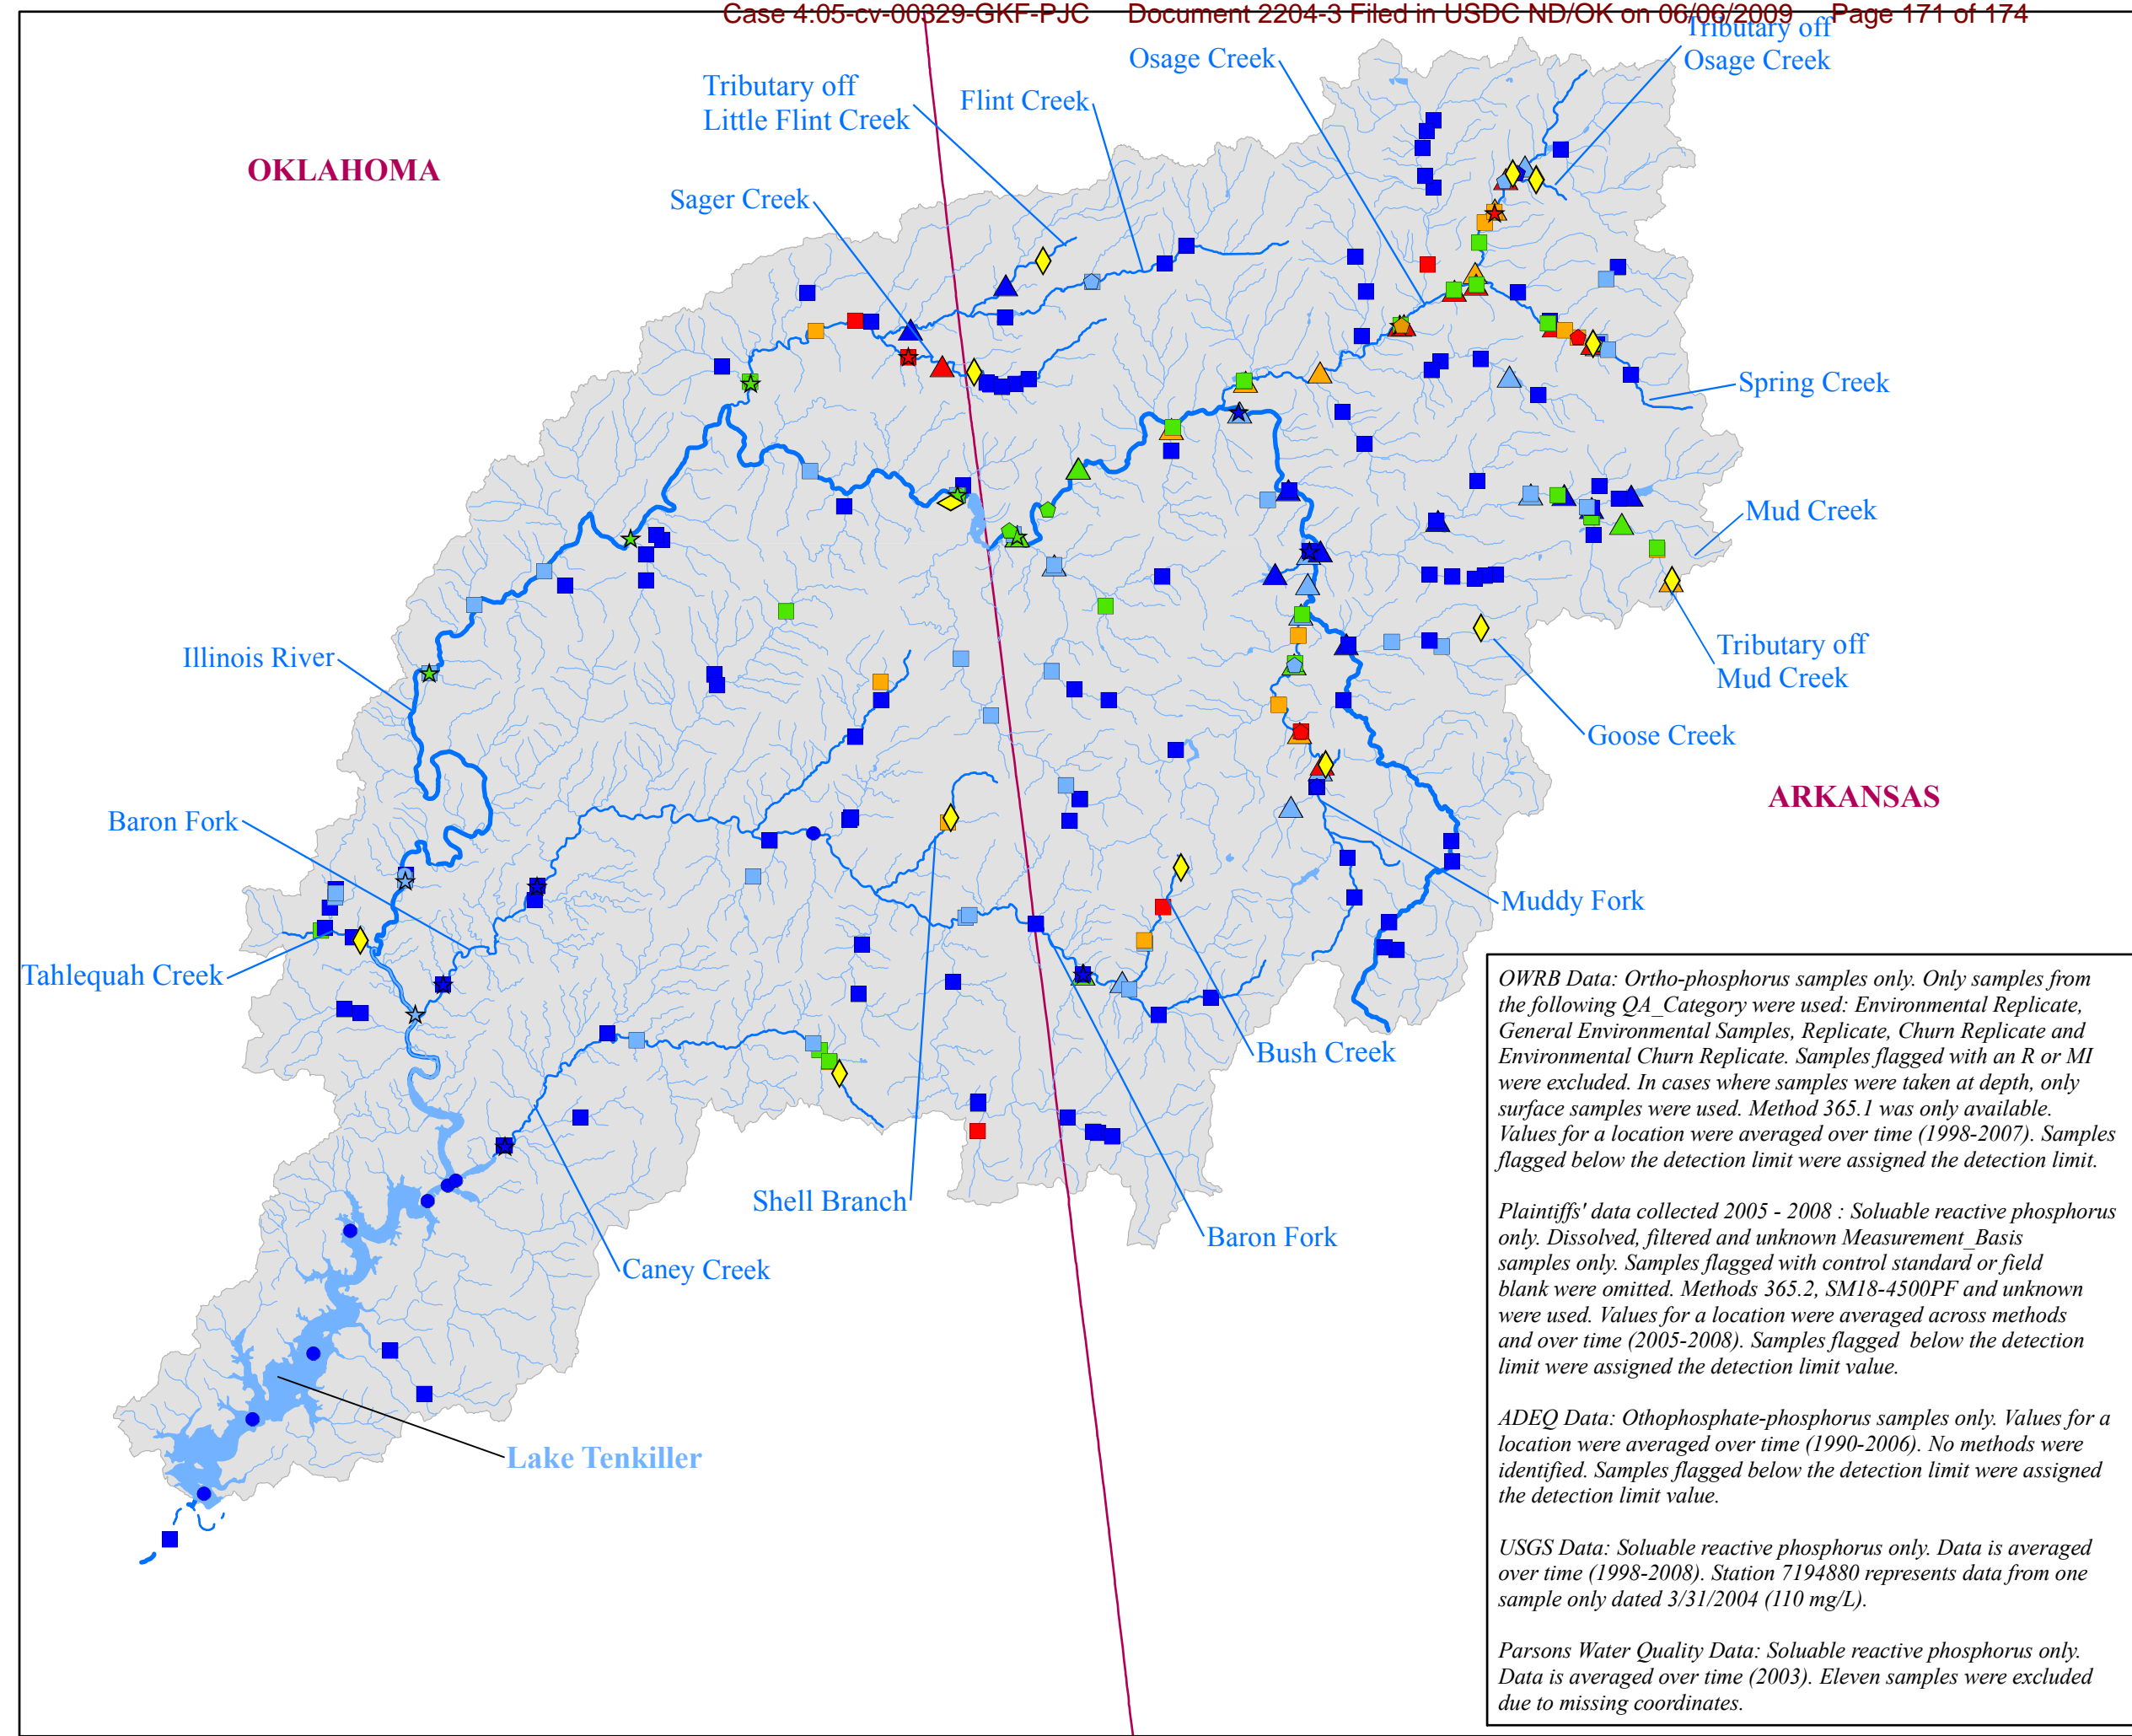 Case 4:05-cv-00329-GKF-PJC Document 2204-3 Filed in USDC ND/OK on 06/06/2009 Page 171 of 174
Tributary off
Osage Creek
Osage Creek
Tributary off
Little Flint Creek
Flint Creek
OKLAHOMA
Sager Creek
Spring Creek
Mud Creek
Illinois River
Tributary off
Mud Creek
Goose Creek
ARKANSAS
Baron Fork
Muddy Fork
Tahlequah Creek
Bush Creek
Shell Branch
Baron Fork
Caney Creek
Lake Tenkiller
OWRB Data: Ortho-phosphorus samples only. Only samples from
the following QA_Category were used: Environmental Replicate,
General Environmental Samples, Replicate, Churn Replicate and
Environmental Churn Replicate. Samples flagged with an R or MI
were excluded. In cases where samples were taken at depth, only
surface samples were used. Method 365.1 was only available.
Values for a location were averaged over time (1998-2007). Samples
flagged below the detection limit were assigned the detection limit.
Plaintiffs' data collected 2005 - 2008 : Soluable reactive phosphorus
only. Dissolved, filtered and unknown Measurement_Basis
samples only. Samples flagged with control standard or field
blank were omitted. Methods 365.2, SM18-4500PF and unknown
were used. Values for a location were averaged across methods
and over time (2005-2008). Samples flagged below the detection
limit were assigned the detection limit value.
ADEQ Data: Othophosphate-phosphorus samples only. Values for a
location were averaged over time (1990-2006). No methods were
identified. Samples flagged below the detection limit were assigned
the detection limit value.
USGS Data: Soluable reactive phosphorus only. Data is averaged
over time (1998-2008). Station 7194880 represents data from one
sample only dated 3/31/2004 (110 mg/L).
Parsons Water Quality Data: Soluable reactive phosphorus only.
Data is averaged over time (2003). Eleven samples were excluded
due to missing coordinates.